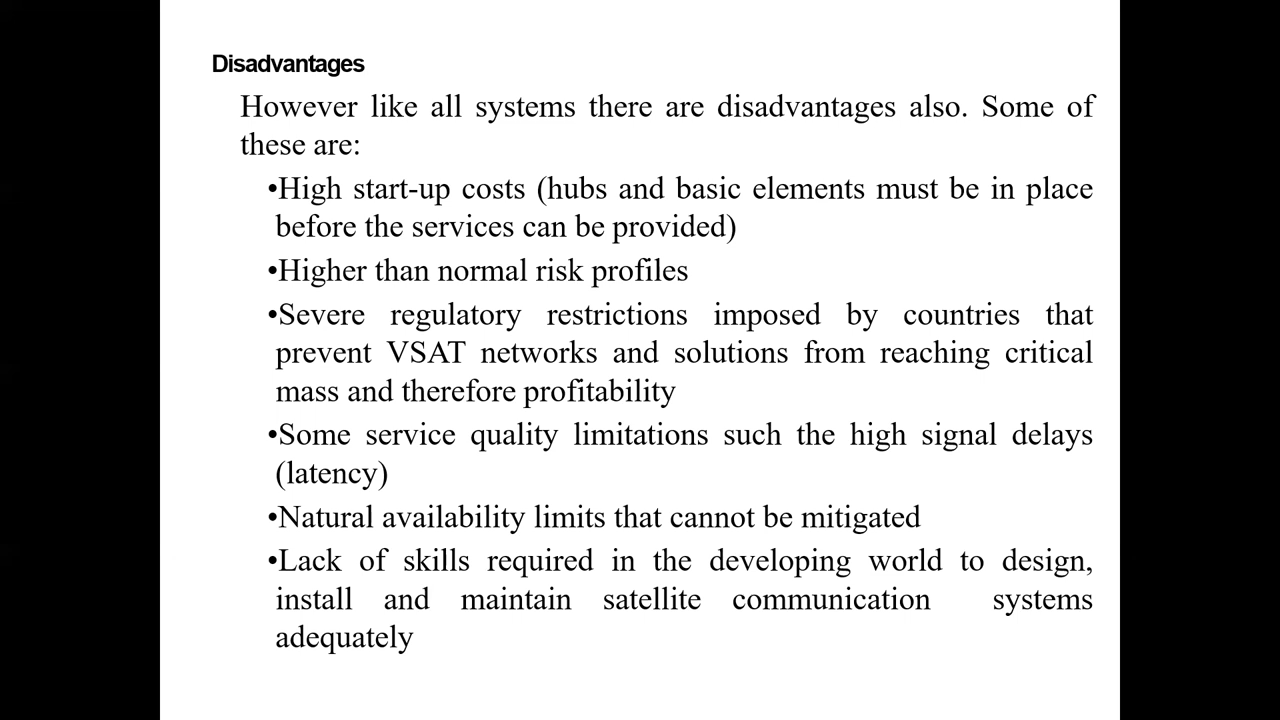 Disadvantages
However like all systems there are disadvantages also. Some of
these are:
•High start-up costs (hubs and basic elements must be in place
before the services can be provided)
•Higher than normal risk profiles
•Severe regulatory restrictions imposed by countries that
prevent VSAT networks and solutions from reaching critical
mass and therefore profitability
•Some service quality limitations such the high signal delays
(latency)
•Natural availability limits that cannot be mitigated
•Lack of skills required in the developing world to design,
install and maintain satellite communication systems
adequately